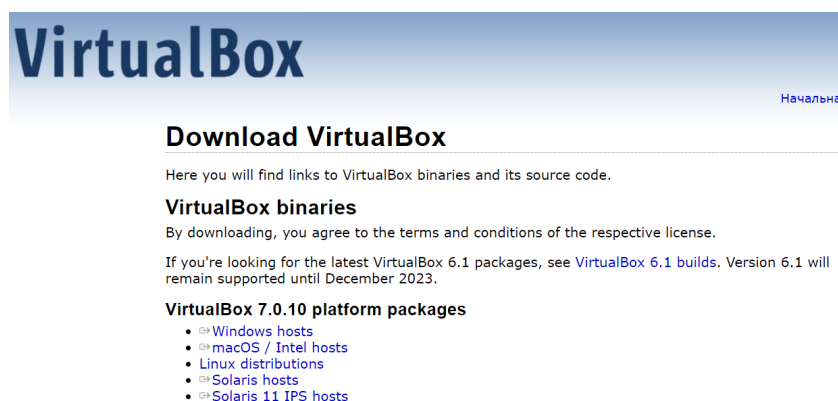 VirtualBox
Начальна
Download VirtualBox
Here you will find links to VirtualBox binaries and its source code.
VirtualBox binaries
By downloading, you agree to the terms and conditions of the respective license.
If you're looking for the latest VirtualBox 6.1 packages, see VirtualBox 6.1 builds. Version 6.1 will
remain supported until December 2023.
VirtualBox 7.0.10 platform packages
Windows hosts
macOS / Intel hosts
Linux distributions
Solaris hosts
Solaris 11 IPS hosts